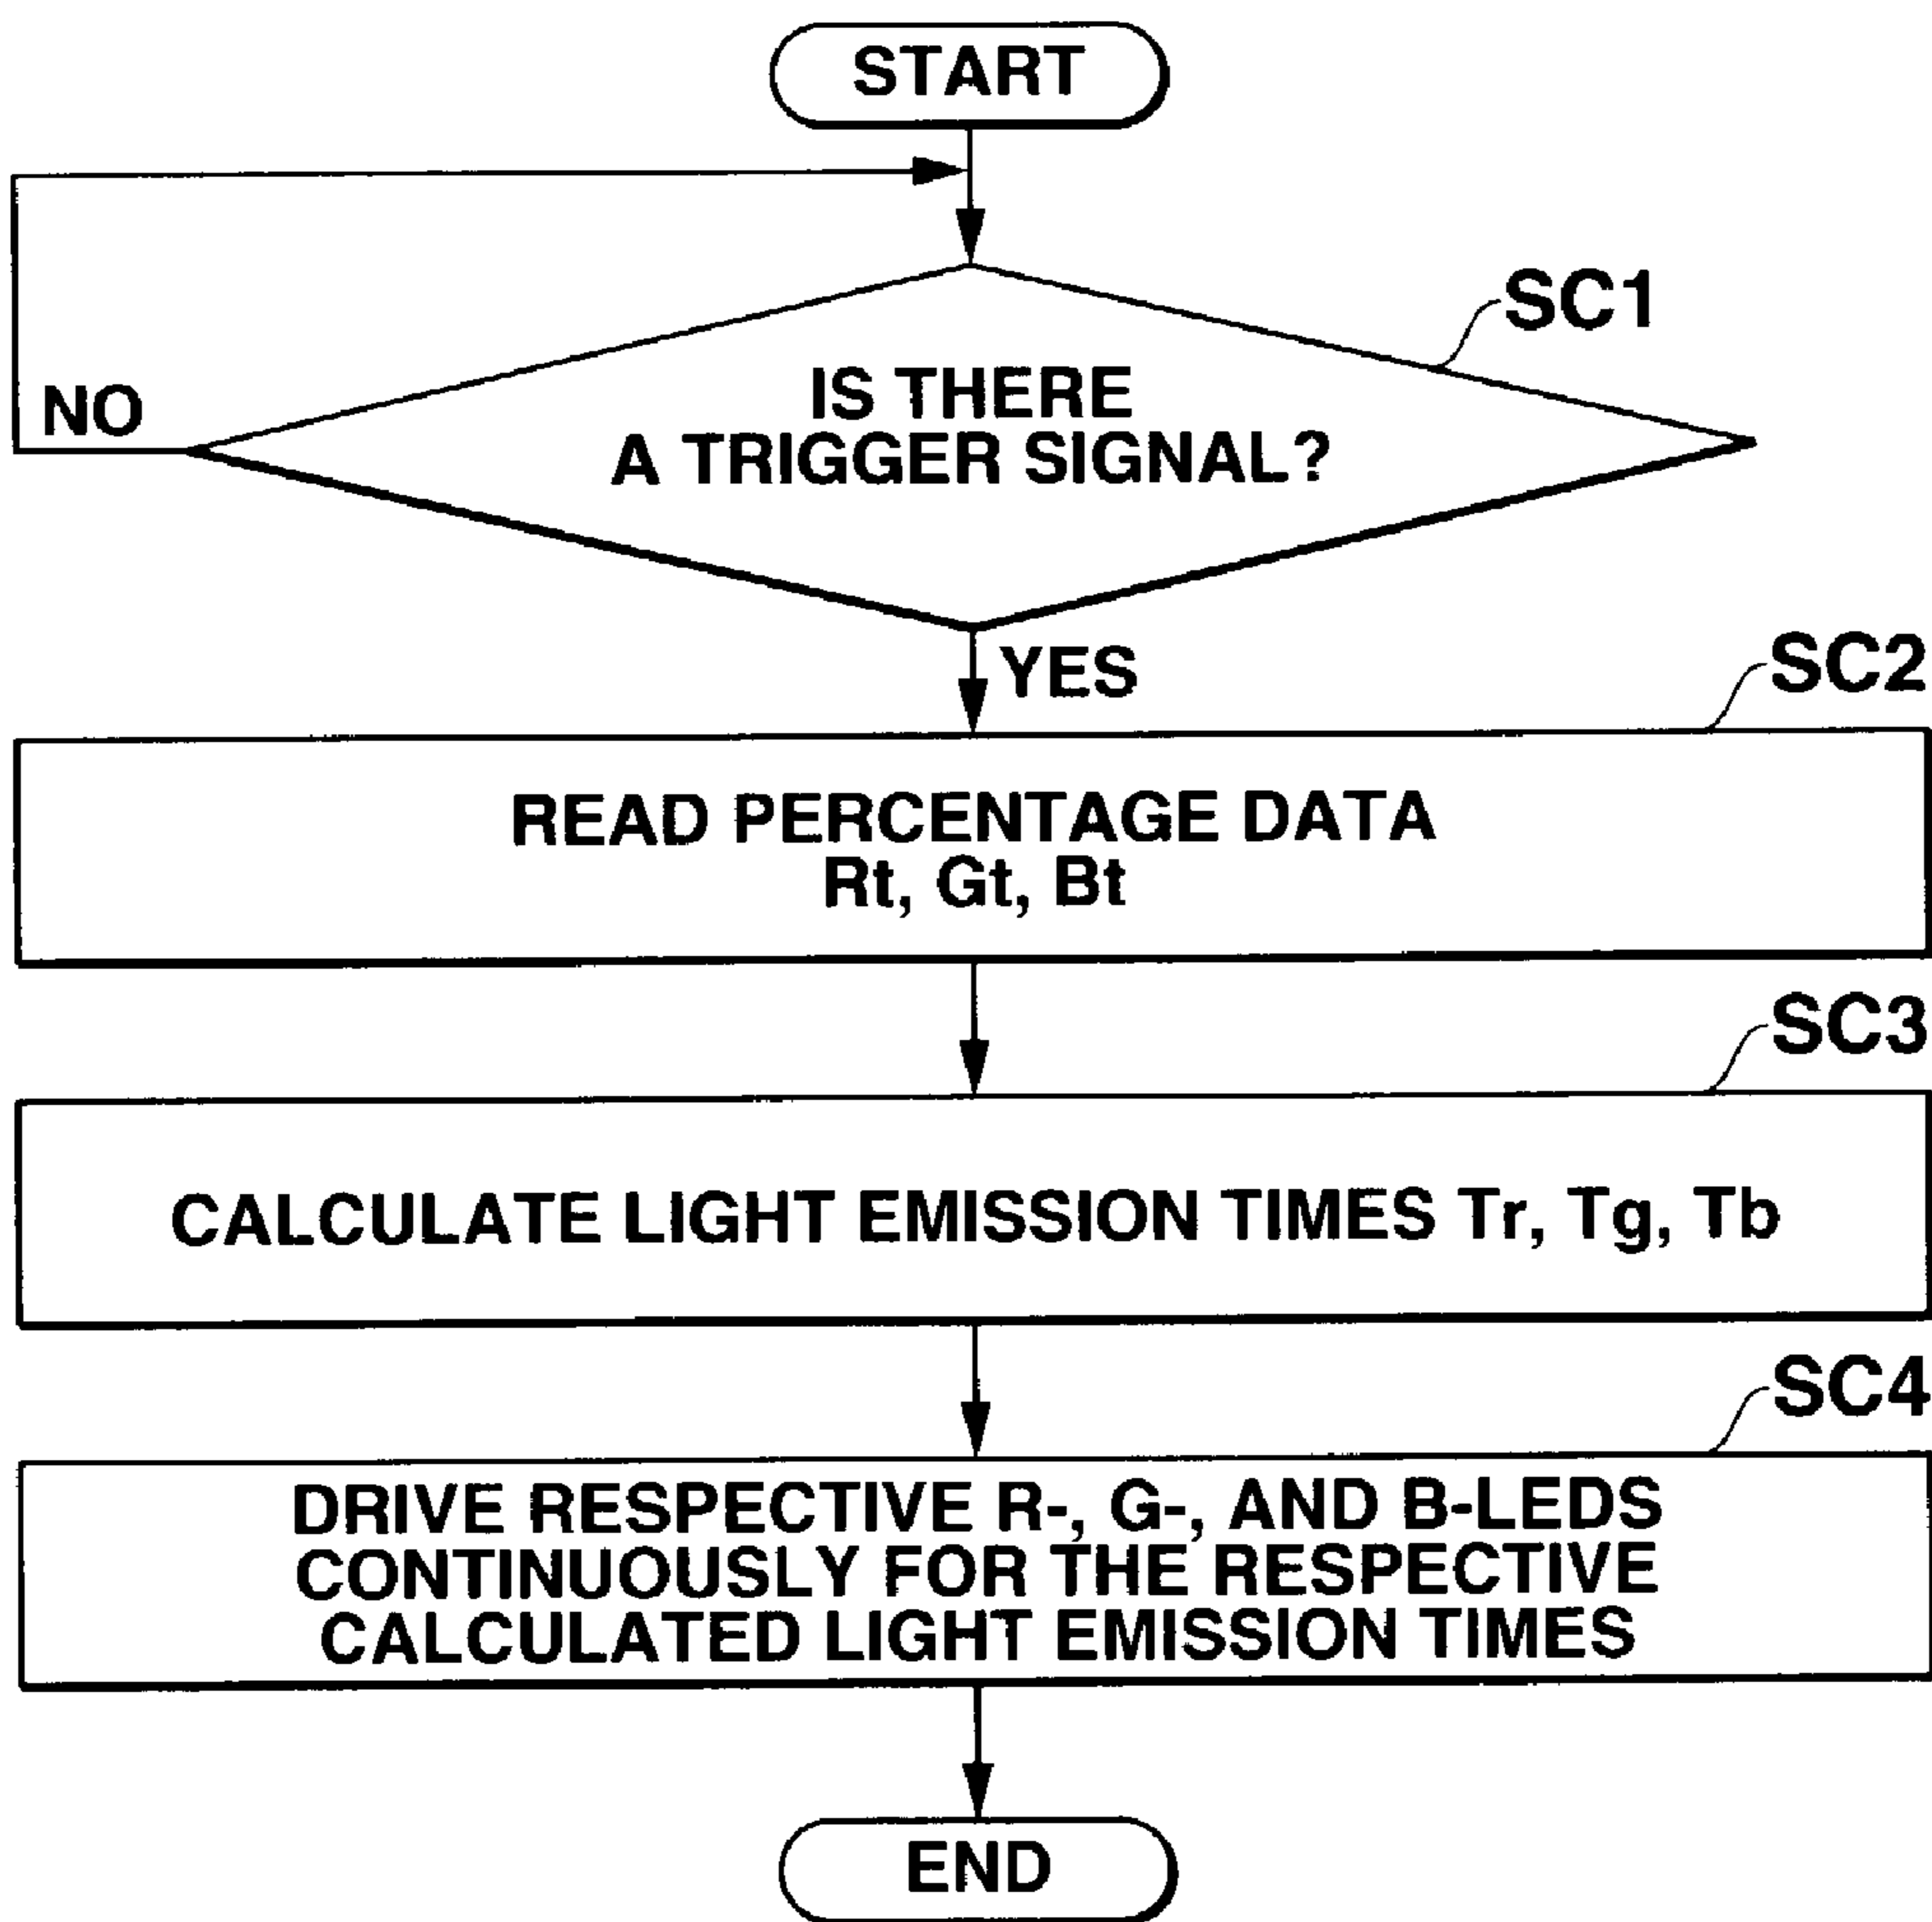 START
SC1
IS THERE
A TRIGGER SIGNAL?
NO
YES
SC2
READ PERCENTAGE DATA
Rt, Gt, Bt
SC3
CALCULATE LIGHT EMISSION TIMES Tr, Tg, Tb
SC4
DRIVE RESPECTIVE R-, G-, AND B-LEDS
CONTINUOUSLY FOR THE RESPECTIVE
CALCULATED LIGHT EMISSION TIMES
END